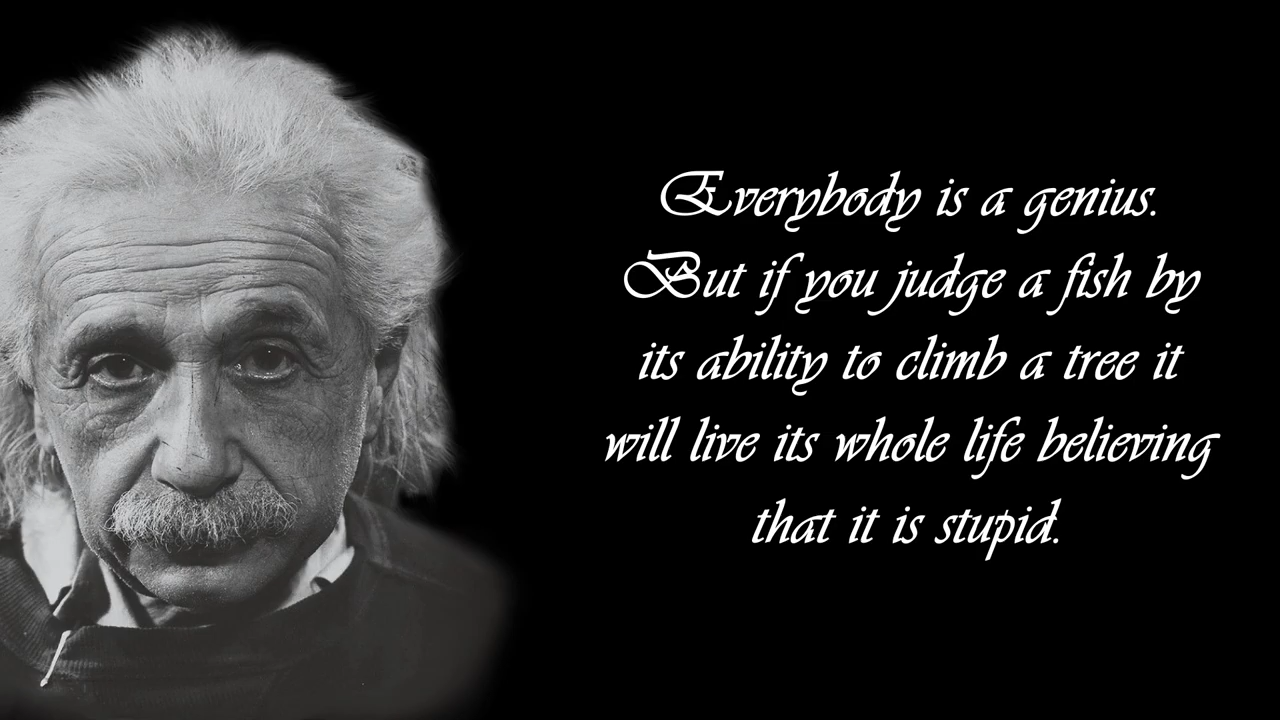 Everybody is a genius.
But if you judge a fish by
its ability to climb a tree it
will live its whole life believing
that it is stupid.